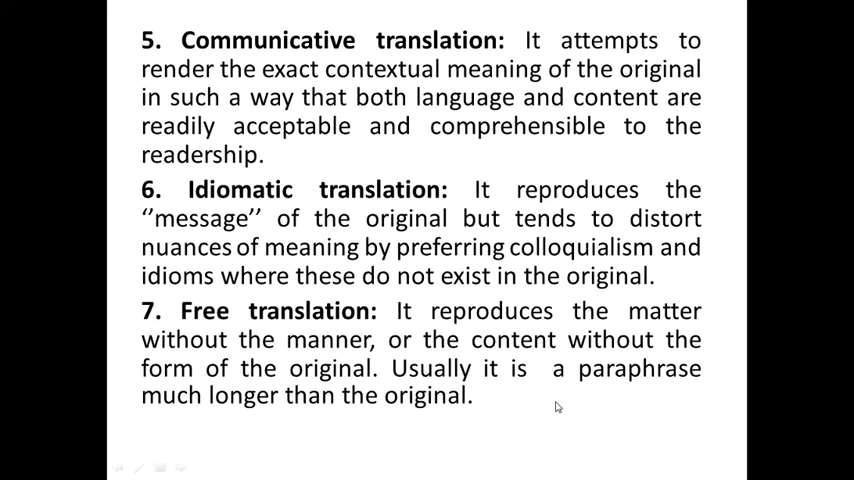 5. Communicative translation: It attempts to
render the exact contextual meaning of the original
in such a way that both language and content are
readily acceptable and comprehensible to the
readership.
6. Idiomatic translation: It reproduces the
‘’message’’ of the original but tends to distort
nuances of meaning by preferring colloquialism and
idioms where these do not exist in the original.
7. Free translation: It reproduces the matter
without the manner, or the content without the
form of the original. Usually it is a paraphrase
much longer than the original.